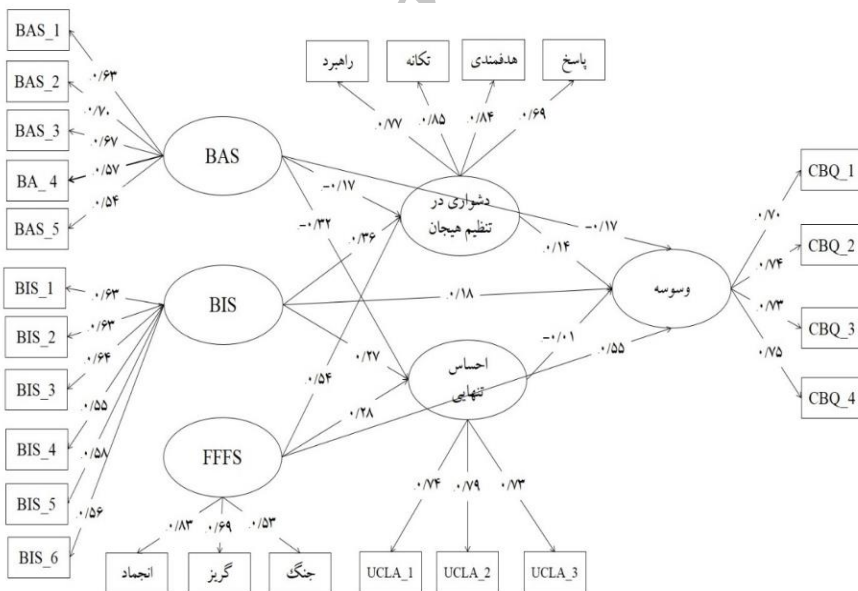 BAS_1
BAS_2
BAS_3
BA_4
BAS_5
۰/۶۳
۰/۷۰
۰/۶۷
۰/۵۷
۰/۵۴
BAS
راهبرد
تکانه
هدفمندی
پاسخ
۰/۷۷
۰/۸۵
۰/۸۴
۰/۶۹
دشواری در
تنظیم هیجان
-۰/۱۷
-۰/۳۲
۰/۳۶
-۰/۱۷
۰/۱۴
BIS_1
BIS_2
BIS_3
BIS_4
BIS_5
BIS_6
۰/۶۳
۰/۶۳
۰/۶۴
۰/۵۵
۰/۵۸
۰/۵۶
BIS
۰/۱۸
۰/۲۷
۰/۵۴
۰/۲۸
-۰/۰۱
۰/۵۵
وسوسه
۰/۷۰
۰/۷۴
۰/۷۳
۰/۷۵
CBQ_1
CBQ_2
CBQ_3
CBQ_4
احساس
تنهایی
FFFS
۰/۸۳
۰/۶۹
۰/۵۳
انجماد
گریز
جنگ
۰/۷۴
۰/۷۹
۰/۷۳
UCLA_1
UCLA_2
UCLA_3